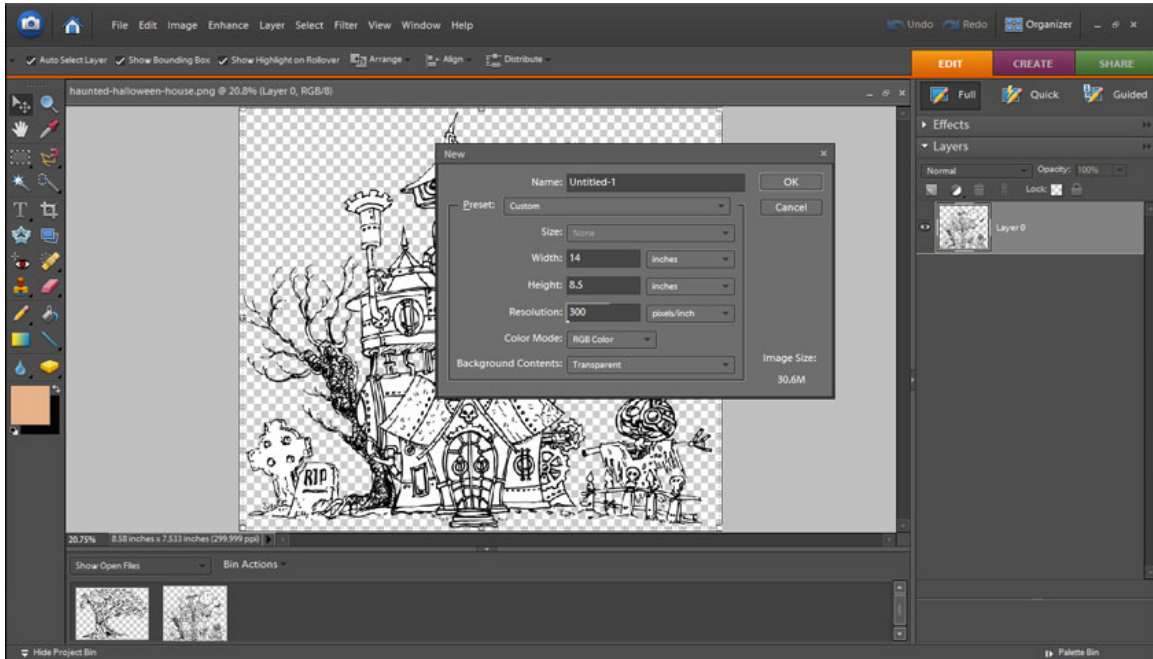 File Edit Image Enhance Layer Select Filter View Window Help
Undo Redo Organizer
Auto Select Layer Show Bounding Box Show Highlight on Rollover Arrange Align Distribute
EDIT CREATE SHARE
haunted-halloween-house.png @ 20.8% (Layer 0, RGB/8)
Full Quick Guided
Effects
Layers
Normal Opacity: 100%
Lock:
Layer 0
New
Name: Untitled-1
OK
Preset: Custom
Cancel
Size: None
Width: 14 inches
Height: 8.5 inches
Resolution: 300 pixels/inch
Color Mode: RGB Color
Background Contents: Transparent
Image Size:
30.6M
RIP
20.75% 8.58 inches x 7.533 inches (299.999 ppi)
Show Open Files Bin Actions
Hide Project Bin
Palette Bin